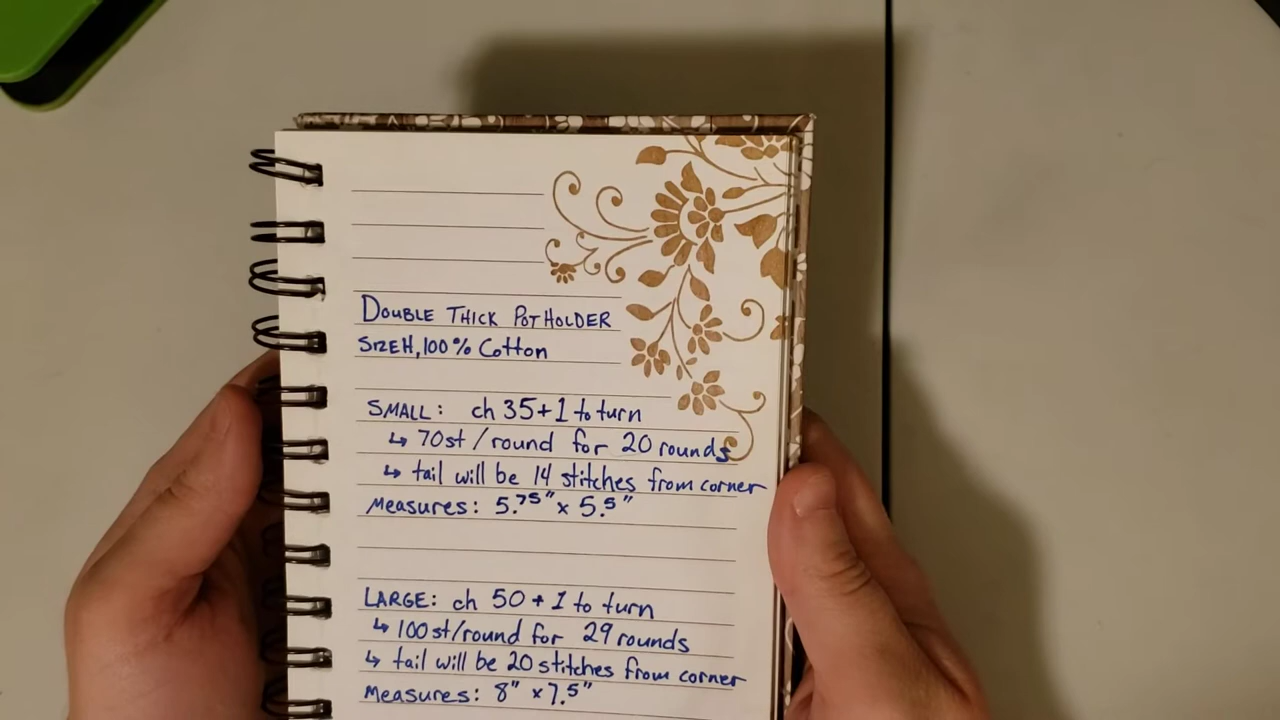 DOUBLE THICK POTHOLDER
SIZE H, 100% Cotton
SMALL: ch 35+1 to turn
↳ 70st/round for 20 rounds
↳ tail will be 14 stitches from corner
Measures: 5.75" x 5.5"
LARGE: ch 50+1 to turn
↳ 100st/round for 29 rounds
↳ tail will be 20 stitches from corner
Measures: 8" x 7.5"